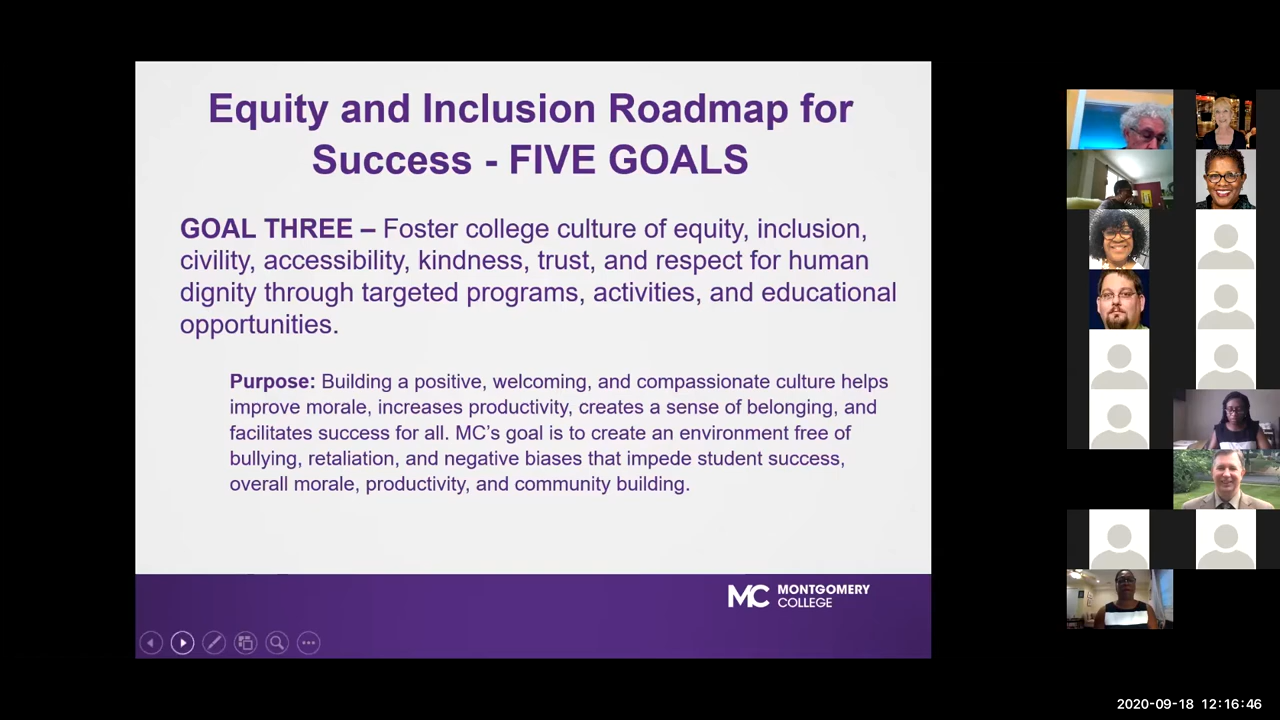 Equity and Inclusion Roadmap for
Success - FIVE GOALS
GOAL THREE – Foster college culture of equity, inclusion,
civility, accessibility, kindness, trust, and respect for human
dignity through targeted programs, activities, and educational
opportunities.
Purpose: Building a positive, welcoming, and compassionate culture helps
improve morale, increases productivity, creates a sense of belonging, and
facilitates success for all. MC’s goal is to create an environment free of
bullying, retaliation, and negative biases that impede student success,
overall morale, productivity, and community building.
MC MONTGOMERY
COLLEGE
2020-09-18 12:16:46